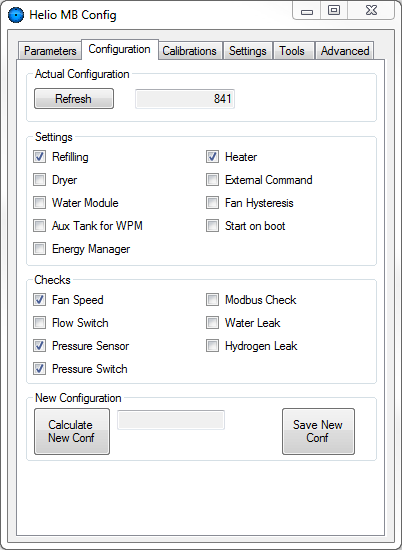 Helio MB Config
Parameters Configuration Calibrations Settings Tools Advanced
Actual Configuration
Refresh 841
Settings
Refilling Heater
Dryer External Command
Water Module Fan Hysteresis
Aux Tank for WPM Start on boot
Energy Manager
Checks
Fan Speed Modbus Check
Flow Switch Water Leak
Pressure Sensor Hydrogen Leak
Pressure Switch
New Configuration
Calculate
New Conf
Save New
Conf